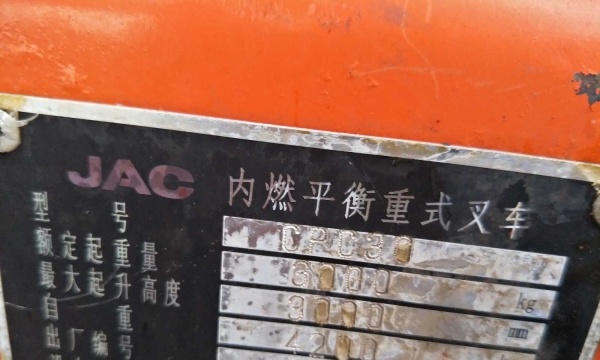 JAC 内燃平衡重式叉车
型号 CPC30
额定起重量 3000 kg
最大起升高度 3000 mm
自重 4200
出厂编号